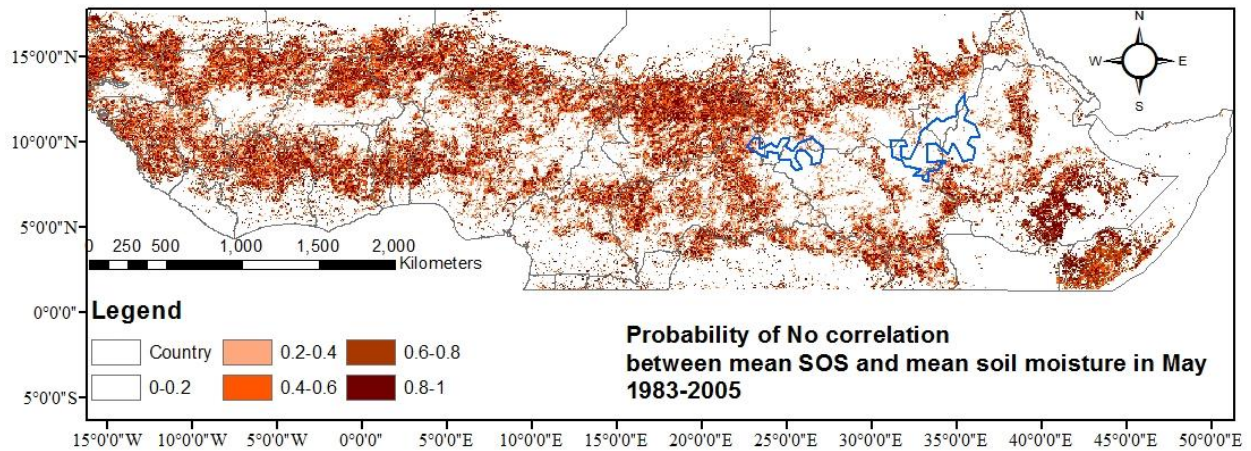 N
W E
S
15°0'0"N
10°0'0"N
5°0'0"N
0 250 500 1,000 1,500 2,000
Kilometers
0°0'0"
5°0'0"S
Legend
Country 0.2-0.4 0.6-0.8
0-0.2 0.4-0.6 0.8-1
Probability of No correlation
between mean SOS and mean soil moisture in May
1983-2005
15°0'0"W 10°0'0"W 5°0'0"W 0°0'0" 5°0'0"E 10°0'0"E 15°0'0"E 20°0'0"E 25°0'0"E 30°0'0"E 35°0'0"E 40°0'0"E 45°0'0"E 50°0'0"E